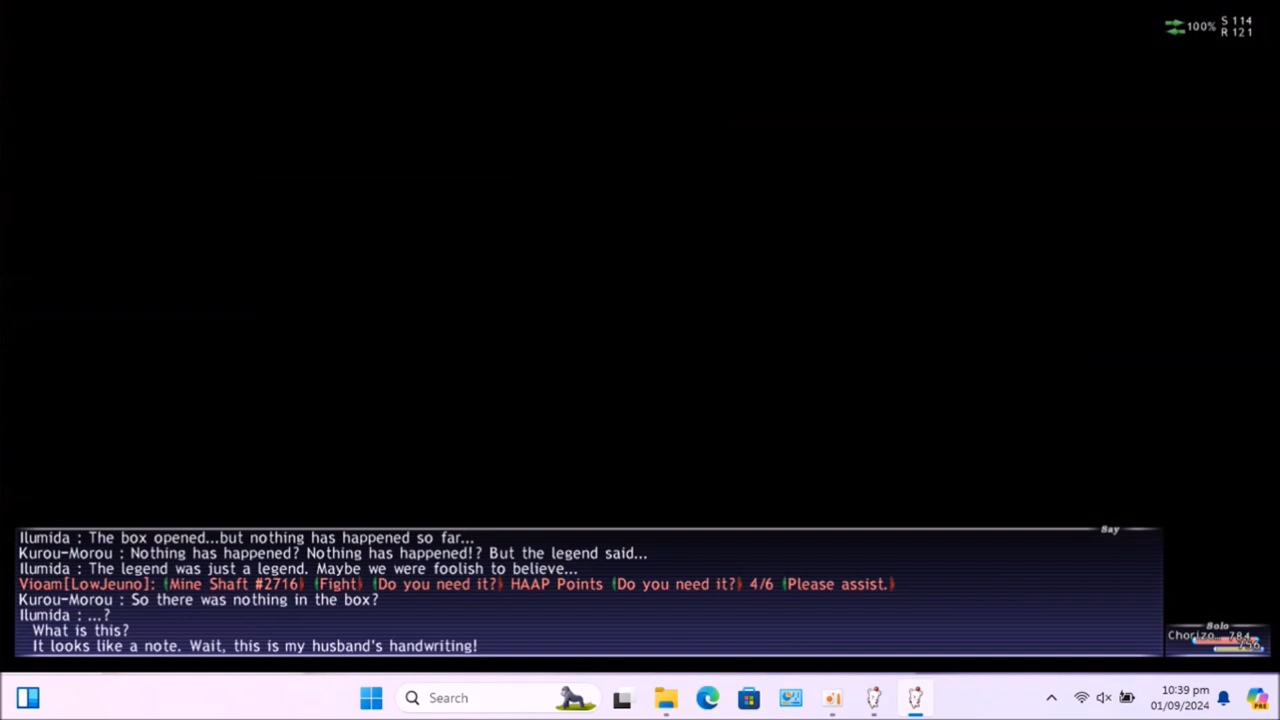 100%
S 114
R 121
Say
Ilumida : The box opened...but nothing has happened so far...
Kurou-Morou : Nothing has happened? Nothing has happened!? But the legend said...
Ilumida : The legend was just a legend. Maybe we were foolish to believe...
Vioam[LowJeuno]: (Mine Shaft #2716) (Fight) (Do you need it?) HAAP Points (Do you need it?) 4/6 (Please assist.)
Kurou-Morou : So there was nothing in the box?
Ilumida : ...?
What is this?
It looks like a note. Wait, this is my husband's handwriting!
Solo
Chorizo... 784
Search
10:39 pm
01/09/2024
PRE